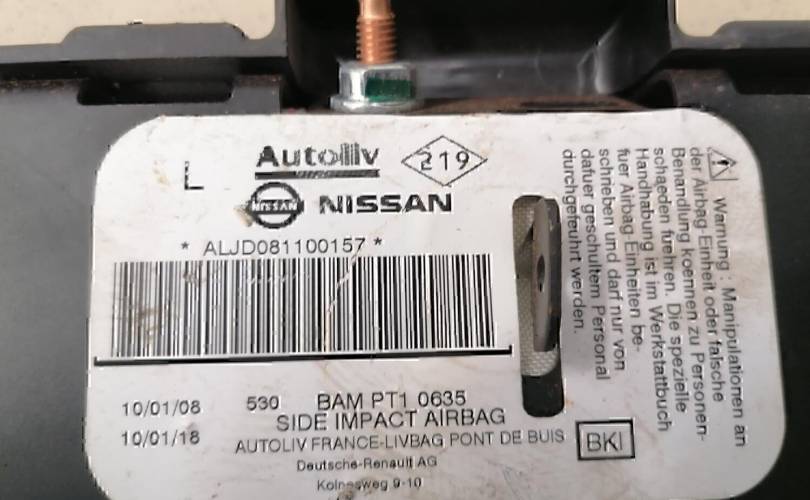 L
Autoliv
219
NISSAN
NISSAN
* ALJD081100157 *
10/01/08 530 BAM PT1 0635
SIDE IMPACT AIRBAG
10/01/18
AUTOLIV FRANCE-LIVBAG PONT DE BUIS
BKI
Deutsche-Renault AG
Kolnesweg 9-10
Warnung : Manipulationen an
der Airbag-Einheit oder falsche
Benandlung koennen zu Personen-
schaeden fuehren. Die spezielle
Handhabung ist im Werkstattbuch
fuer Airbag-Einheiten be-
schrieben und darf nur von
dafuer geschultem Personal
durchgefuehrt werden.